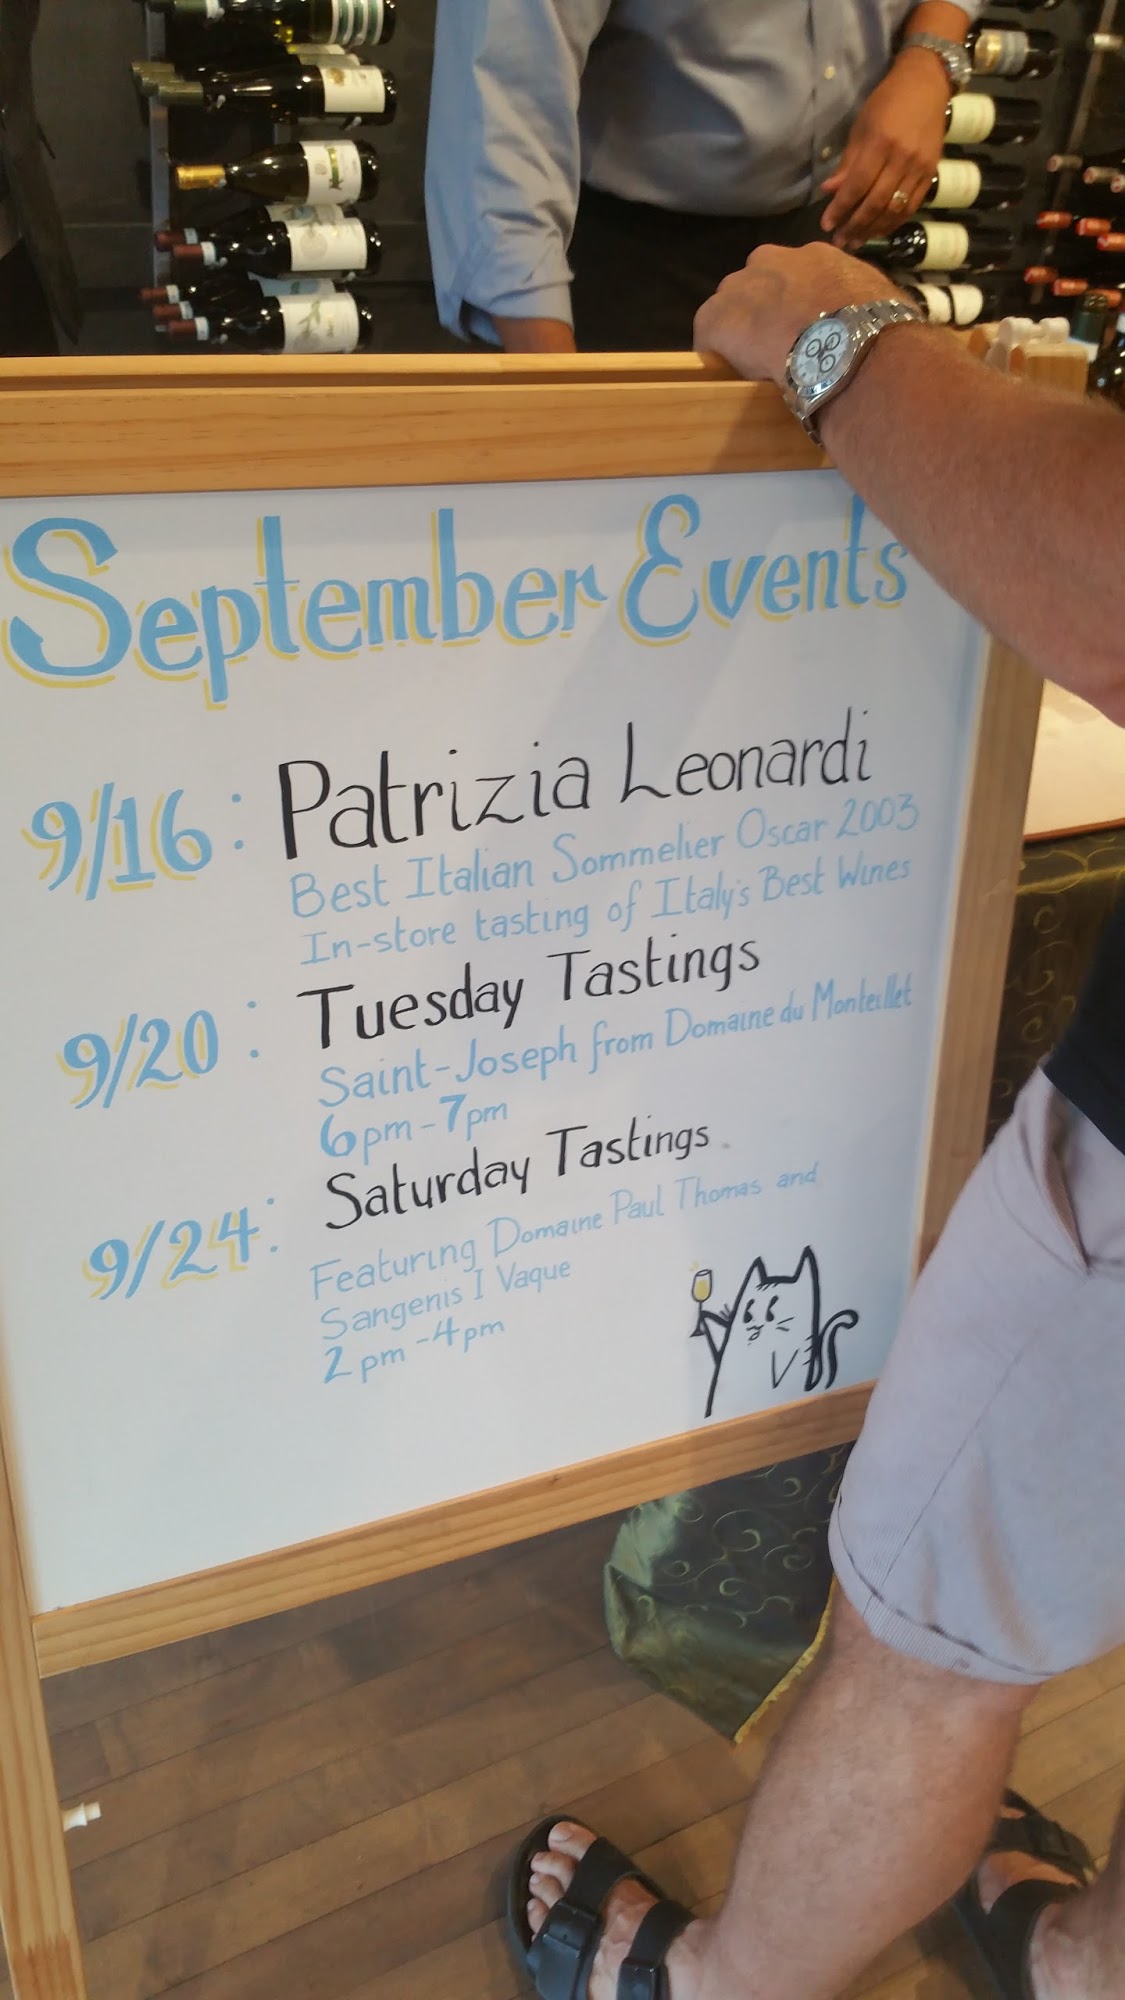 September Events
9/16: Patrizia Leonardi
Best Italian Sommelier Oscar 2003
In-store tasting of Italy's Best Wines
9/20: Tuesday Tastings
Saint-Joseph from Domaine du Monteillet
6pm-7pm
9/24: Saturday Tastings
Featuring Domaine Paul Thomas and
Sangenis I Vaque
2pm-4pm